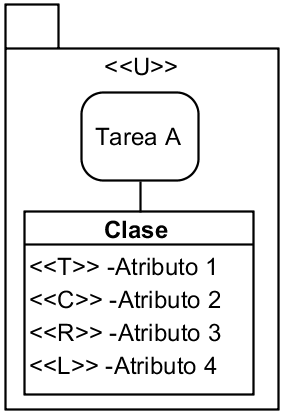 <<U>>
Tarea A
Clase
<<T>> -Atributo 1
<<C>> -Atributo 2
<<R>> -Atributo 3
<<L>> -Atributo 4